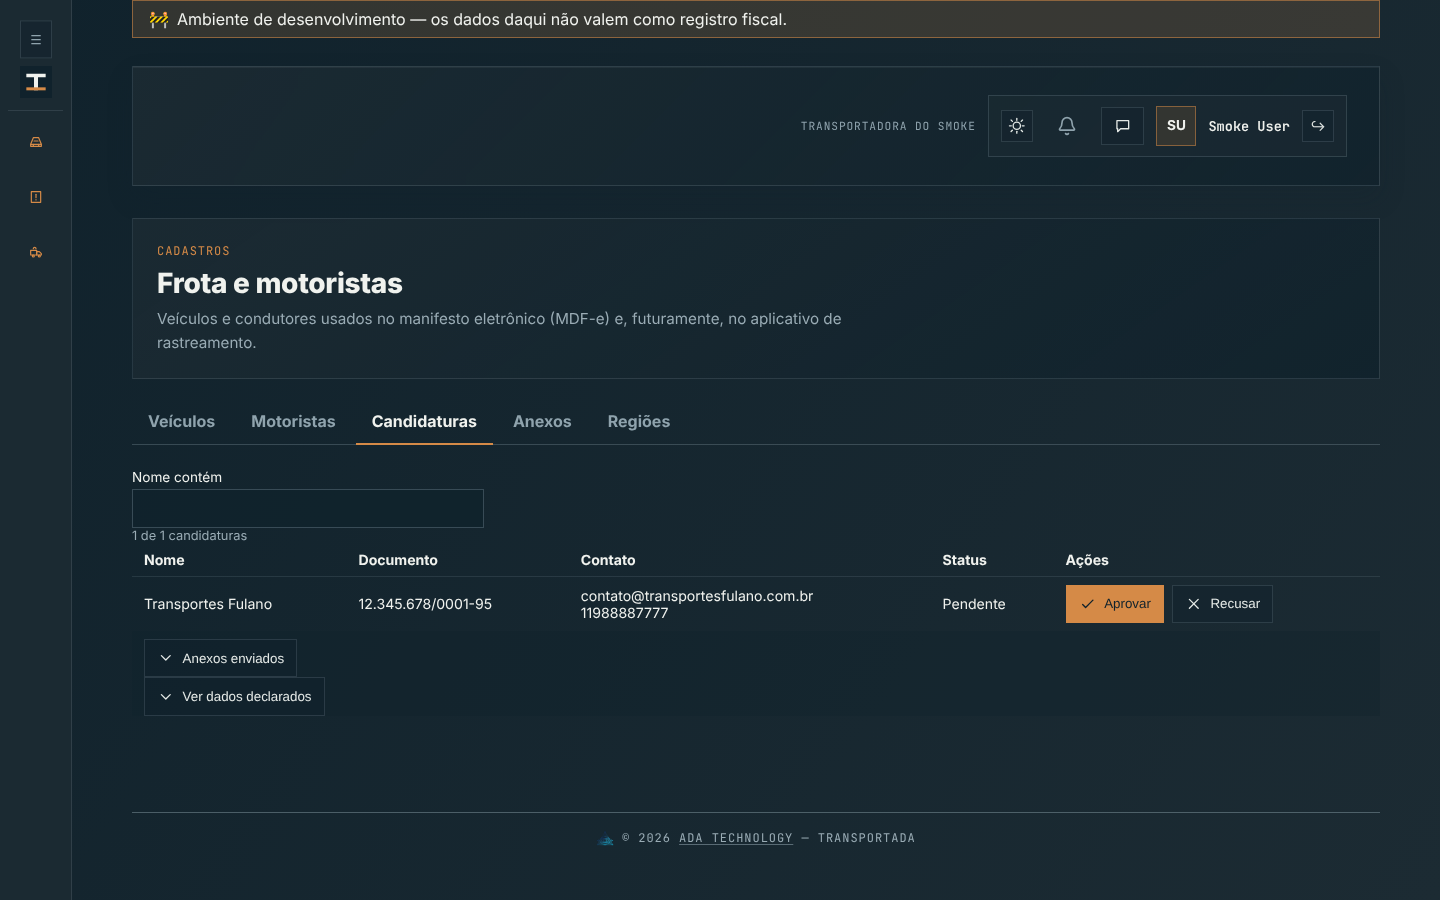 🚧 Ambiente de desenvolvimento — os dados daqui não valem como registro fiscal.
TRANSPORTADORA DO SMOKE
SU
Smoke User
CADASTROS
Frota e motoristas
Veículos e condutores usados no manifesto eletrônico (MDF-e) e, futuramente, no aplicativo de
rastreamento.
Veículos
Motoristas
Candidaturas
Anexos
Regiões
Nome contém
1 de 1 candidaturas
Nome
Documento
Contato
Status
Ações
Transportes Fulano
12.345.678/0001-95
contato@transportesfulano.com.br
11988887777
Pendente
Aprovar
Recusar
Anexos enviados
Ver dados declarados
© 2026 ADA TECHNOLOGY — TRANSPORTADA